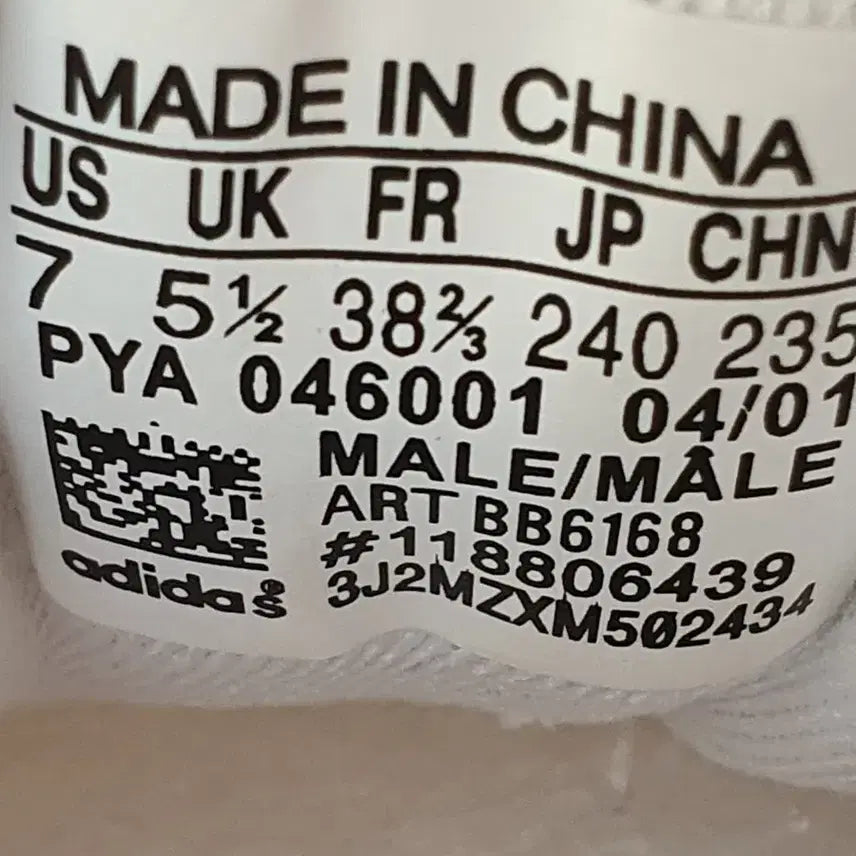 MADE IN CHINA
US UK FR JP CHN
7 5½ 38⅔ 240 235
PYA 046001 04/01
MALE/MÂLE
ART BB6168
#118806439
3J2MZXM502434
adidas®